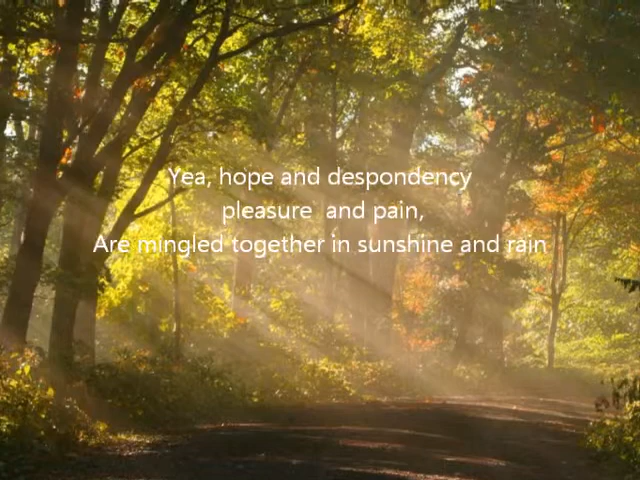 Yea, hope and despondency
pleasure  and pain,
Are mingled together in sunshine and rain